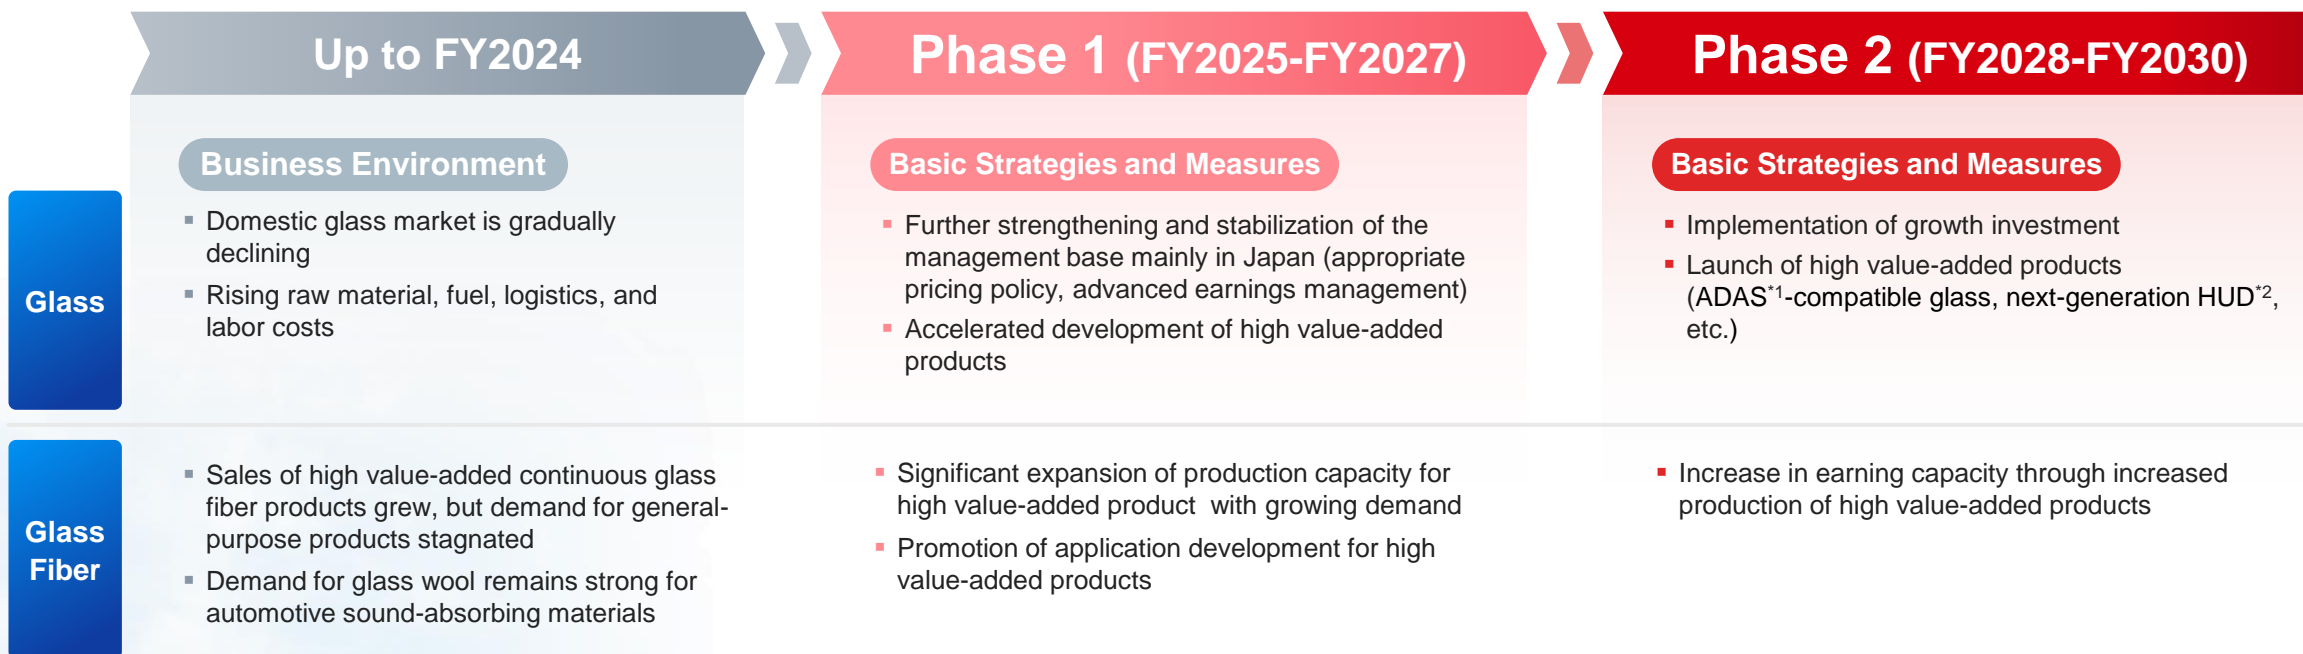 Up to FY2024
Phase 1 (FY2025-FY2027)
Phase 2 (FY2028-FY2030)
Glass
Business Environment
▪ Domestic glass market is gradually
declining
▪ Rising raw material, fuel, logistics, and
labor costs
Basic Strategies and Measures
▪ Further strengthening and stabilization of the
management base mainly in Japan (appropriate
pricing policy, advanced earnings management)
▪ Accelerated development of high value-added
products
Basic Strategies and Measures
▪ Implementation of growth investment
▪ Launch of high value-added products
(ADAS*1-compatible glass, next-generation HUD*2,
etc.)
Glass
Fiber
▪ Sales of high value-added continuous glass
fiber products grew, but demand for general-
purpose products stagnated
▪ Demand for glass wool remains strong for
automotive sound-absorbing materials
▪ Significant expansion of production capacity for
high value-added product  with growing demand
▪ Promotion of application development for high
value-added products
▪ Increase in earning capacity through increased
production of high value-added products